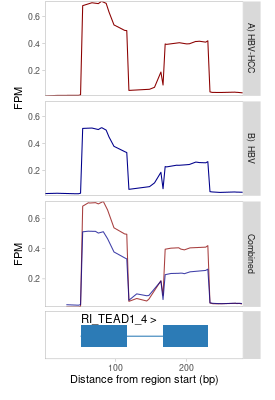 0.6
0.4
0.2
FPM
A) HBV-HCC
0.6
0.4
0.2
B) HBV
0.6
0.4
0.2
FPM
Combined
RI_TEAD1_4 >
100 200
Distance from region start (bp)